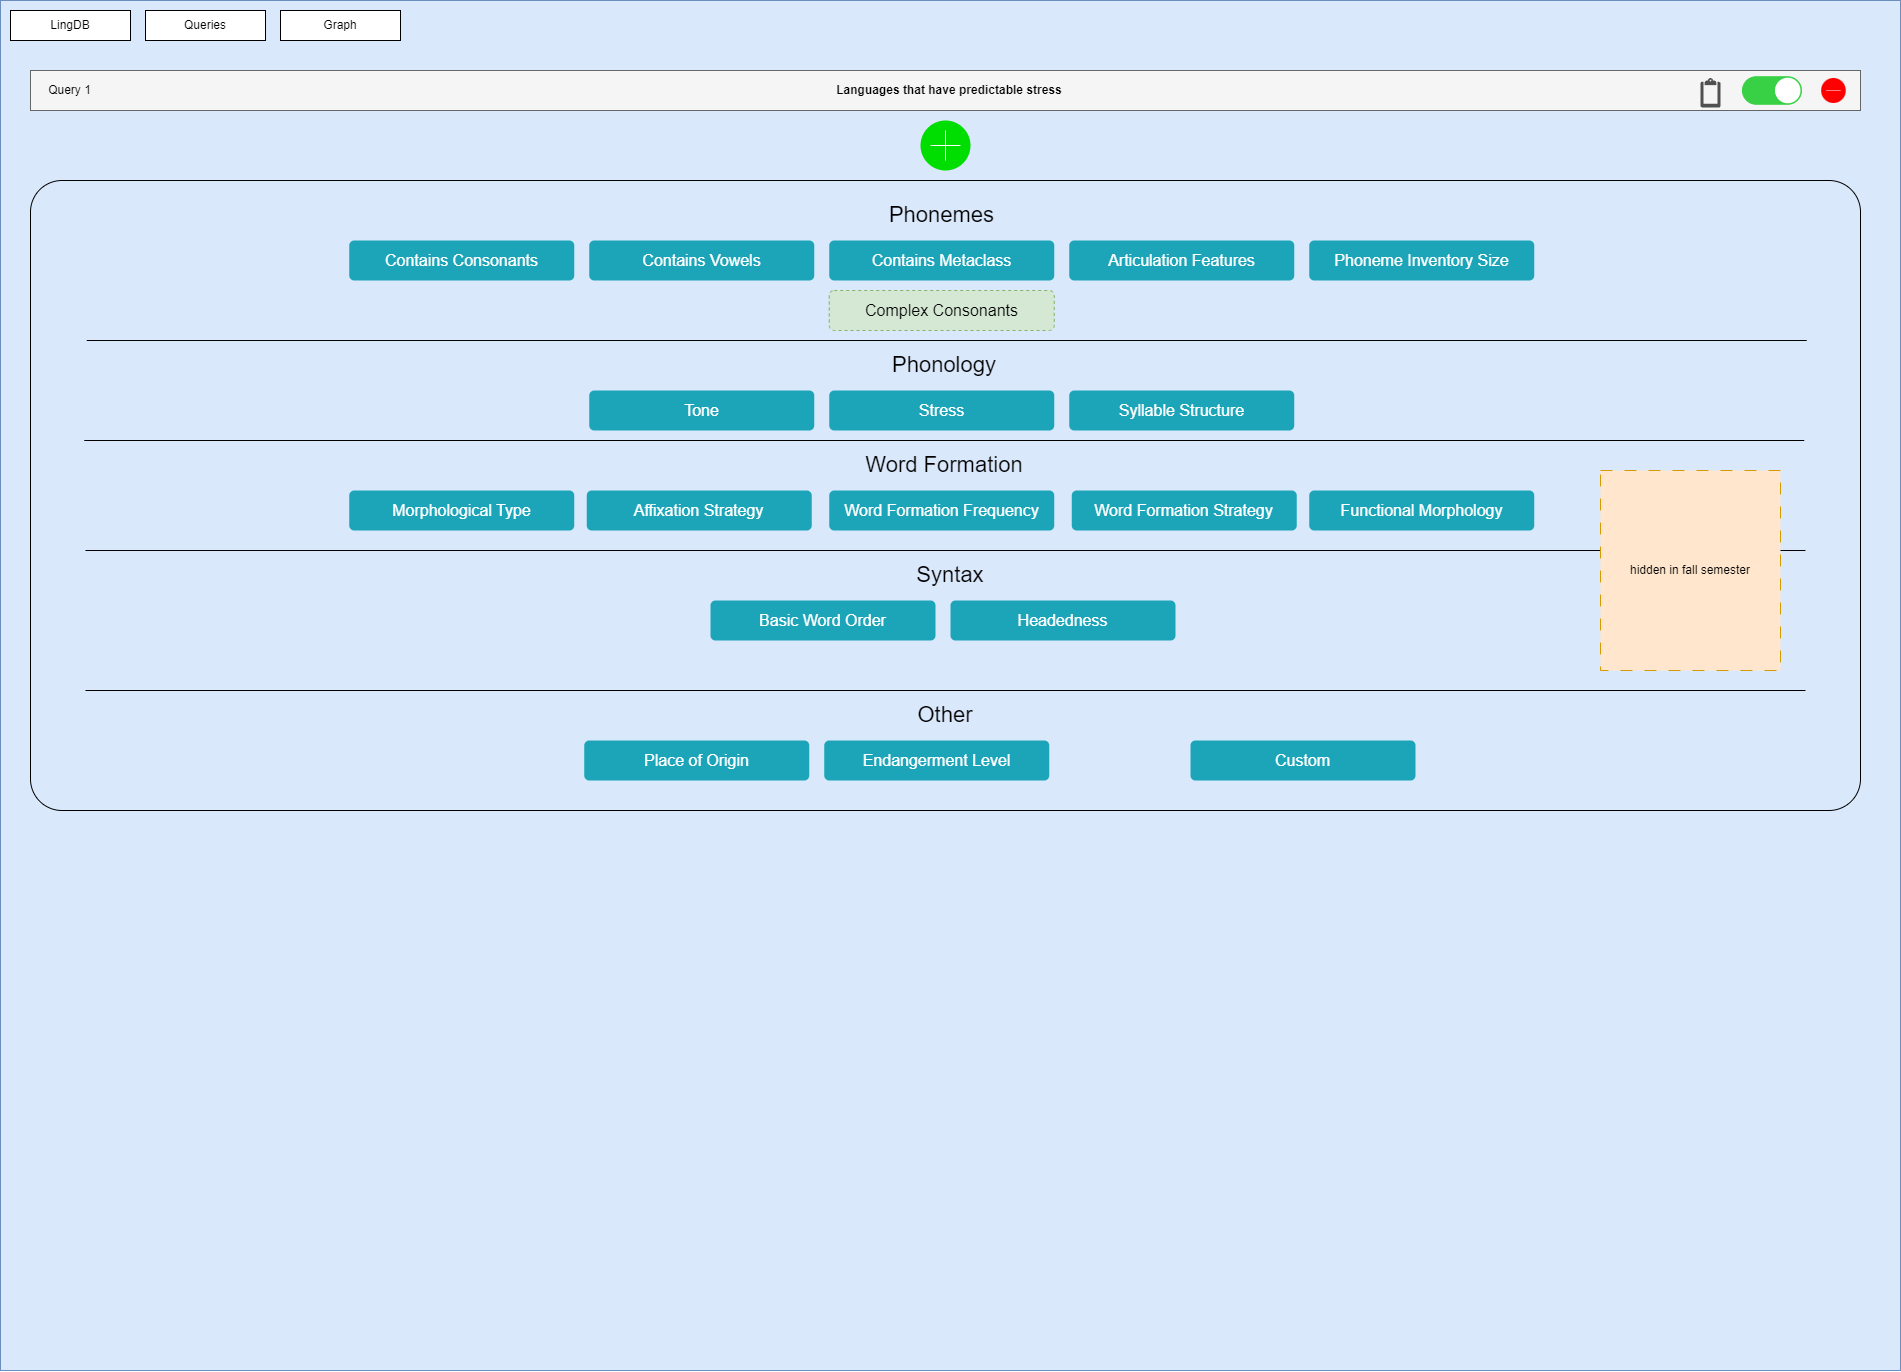 LingDB
Queries
Graph
Query 1
Languages that have predictable stress
Phonemes
Contains Consonants
Contains Vowels
Contains Metaclass
Articulation Features
Phoneme Inventory Size
Complex Consonants
Phonology
Tone
Stress
Syllable Structure
Word Formation
Morphological Type
Affixation Strategy
Word Formation Frequency
Word Formation Strategy
Functional Morphology
hidden in fall semester
Syntax
Basic Word Order
Headedness
Other
Place of Origin
Endangerment Level
Custom